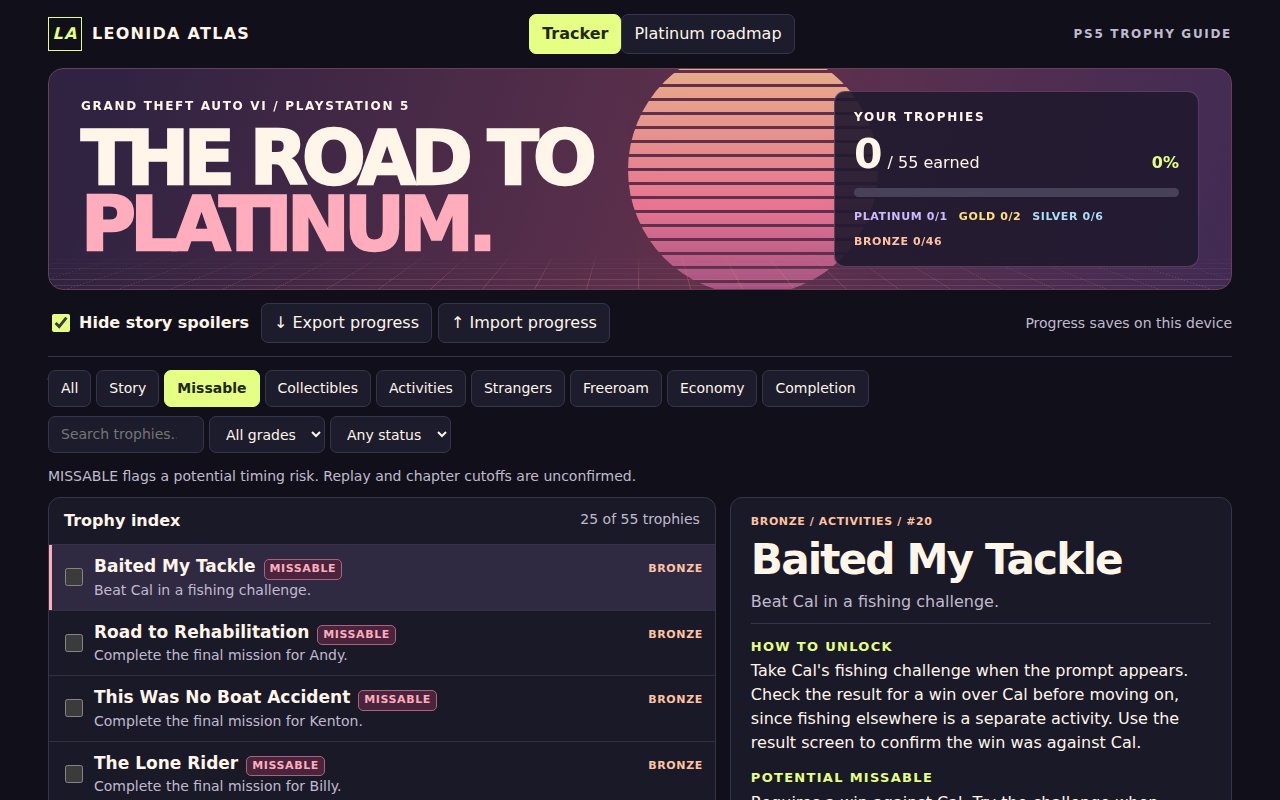 LA LEONIDA ATLAS
Tracker
Platinum roadmap
PS5 TROPHY GUIDE
GRAND THEFT AUTO VI / PLAYSTATION 5
THE ROAD TO
PLATINUM.
YOUR TROPHIES
0 / 55 earned
0%
PLATINUM 0/1 GOLD 0/2 SILVER 0/6
BRONZE 0/46
Hide story spoilers
↓ Export progress
↑ Import progress
Progress saves on this device
All
Story
Missable
Collectibles
Activities
Strangers
Freeroam
Economy
Completion
Search trophies.
All grades
Any status
MISSABLE flags a potential timing risk. Replay and chapter cutoffs are unconfirmed.
Trophy index
25 of 55 trophies
Baited My Tackle MISSABLE
BRONZE
Beat Cal in a fishing challenge.
Road to Rehabilitation MISSABLE
BRONZE
Complete the final mission for Andy.
This Was No Boat Accident MISSABLE
BRONZE
Complete the final mission for Kenton.
The Lone Rider MISSABLE
BRONZE
Complete the final mission for Billy.
BRONZE / ACTIVITIES / #20
Baited My Tackle
Beat Cal in a fishing challenge.
HOW TO UNLOCK
Take Cal's fishing challenge when the prompt appears.
Check the result for a win over Cal before moving on,
since fishing elsewhere is a separate activity. Use the
result screen to confirm the win was against Cal.
POTENTIAL MISSABLE
Requires a win against Cal. Try the challenge when